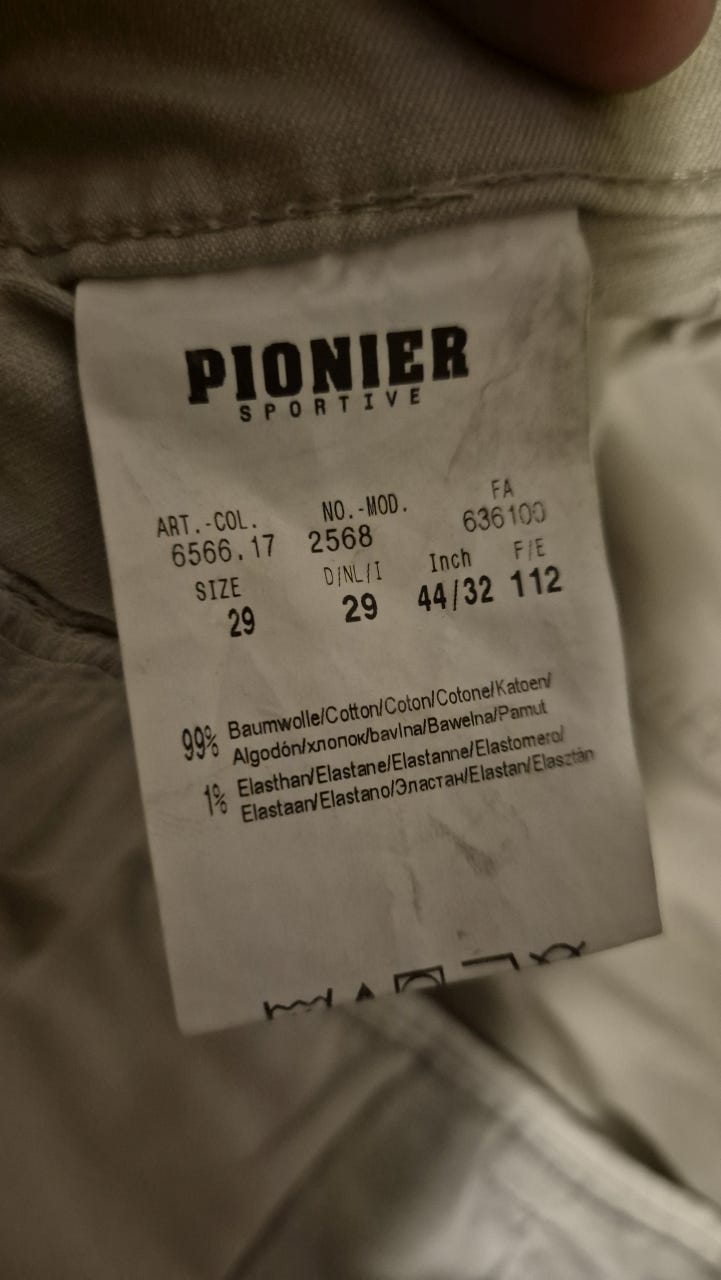 PIONIER
SPORTIVE
ART.-COL. NO.-MOD. FA
6566.17 2568 636100
SIZE D/NL/I Inch F/E
29 29 44/32 112
99% Baumwolle/Cotton/Coton/Cotone/Katoen/
Algodón/хлопок/bavlna/Bawelna/Pamut
1% Elasthan/Elastane/Elastanne/Elastomero/
Elastaan/Elastano/Эластан/Elastan/Elasztán